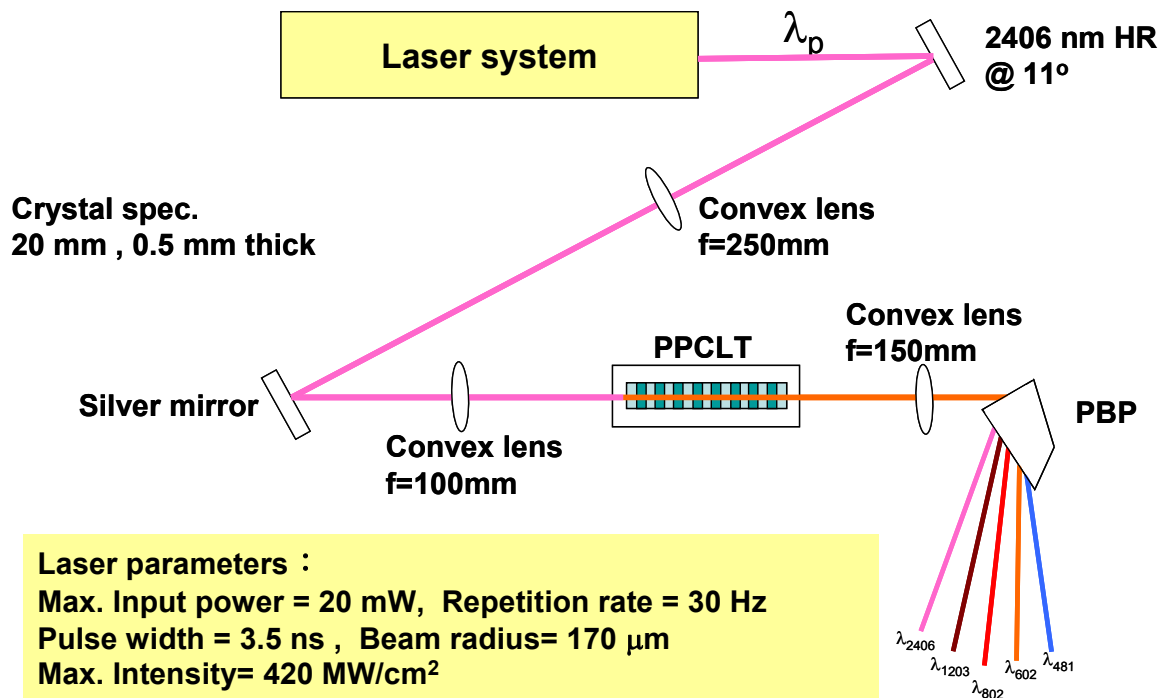 Laser system
λp
2406 nm HR
@ 11º
Crystal spec.
20 mm , 0.5 mm thick
Convex lens
f=250mm
PPCLT
Convex lens
f=150mm
Silver mirror
PBP
Convex lens
f=100mm
Laser parameters：
Max. Input power = 20 mW, Repetition rate = 30 Hz
Pulse width = 3.5 ns , Beam radius= 170 μm
Max. Intensity= 420 MW/cm²
λ2406
λ1203
λ802
λ602
λ481